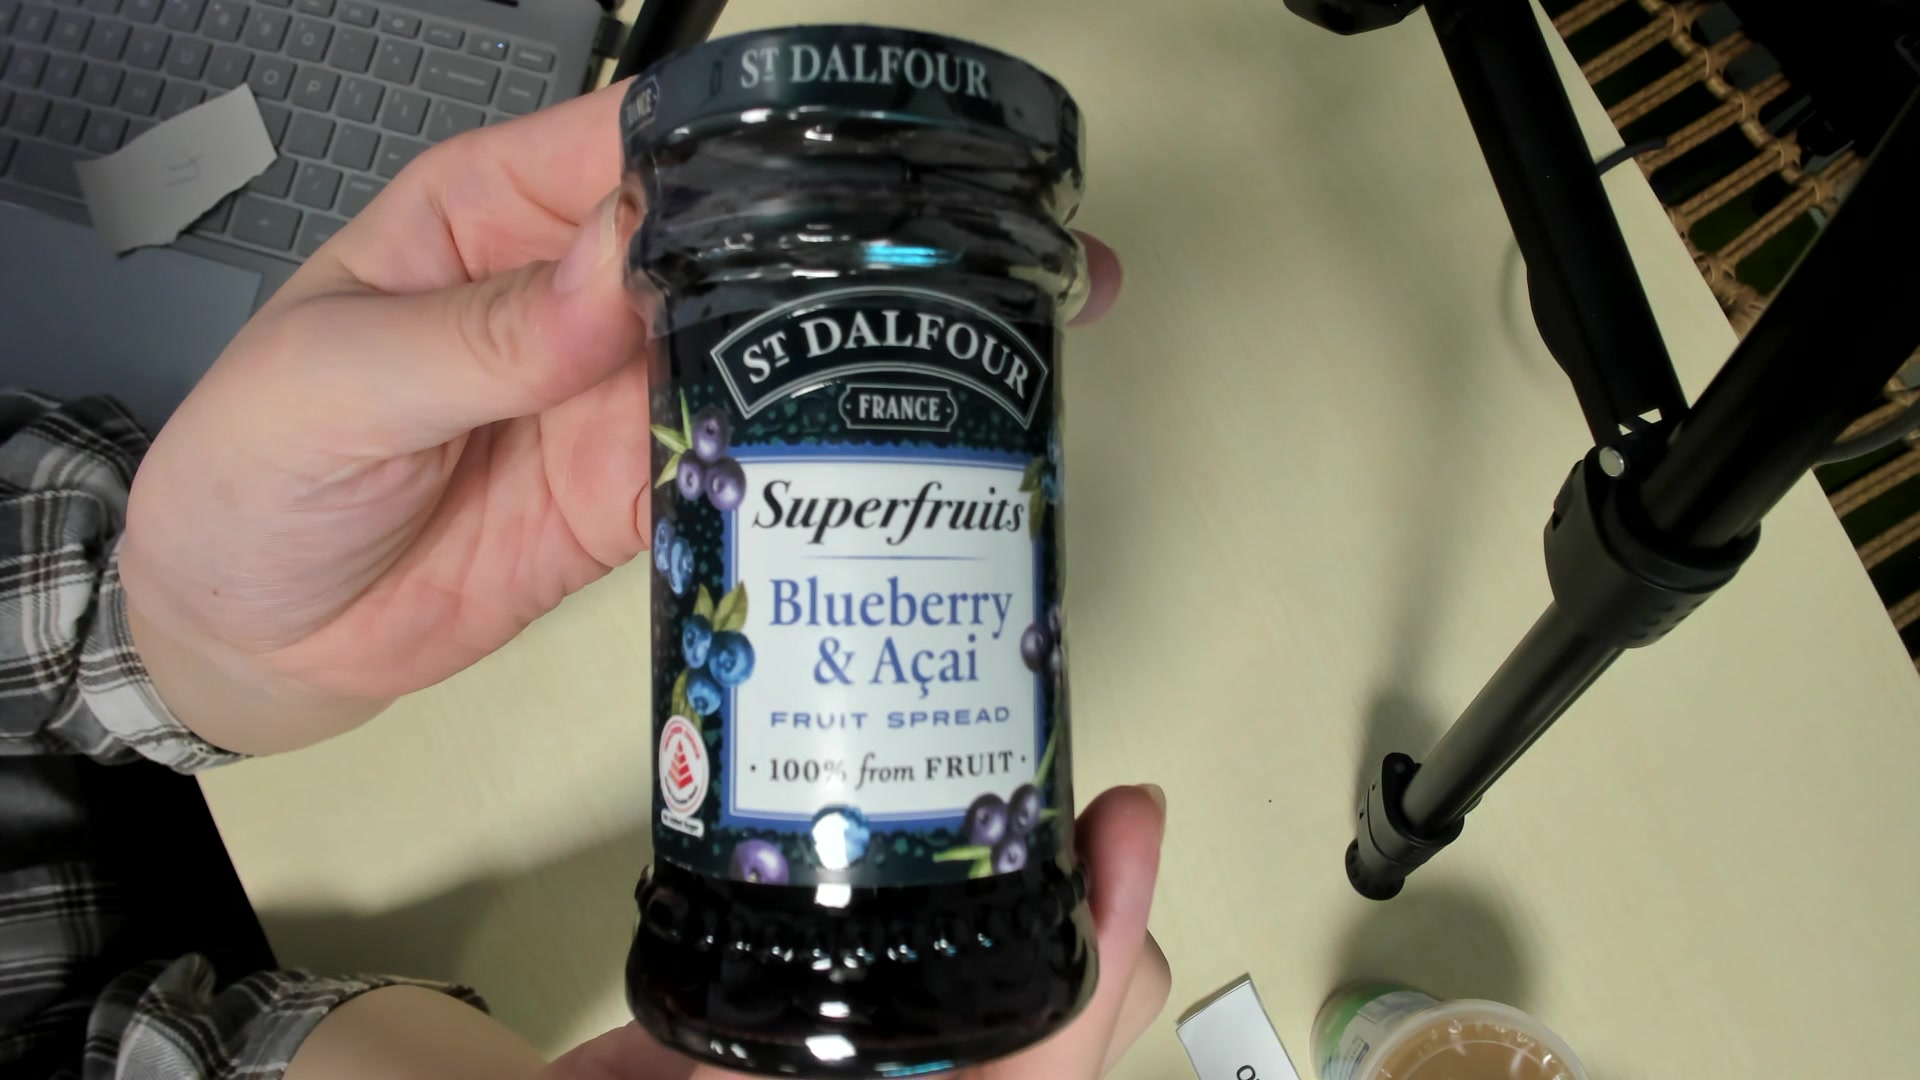 ST DALFOUR
ST DALFOUR
FRANCE
Superfruits
Blueberry
& Açai
FRUIT SPREAD
· 100% from FRUIT ·